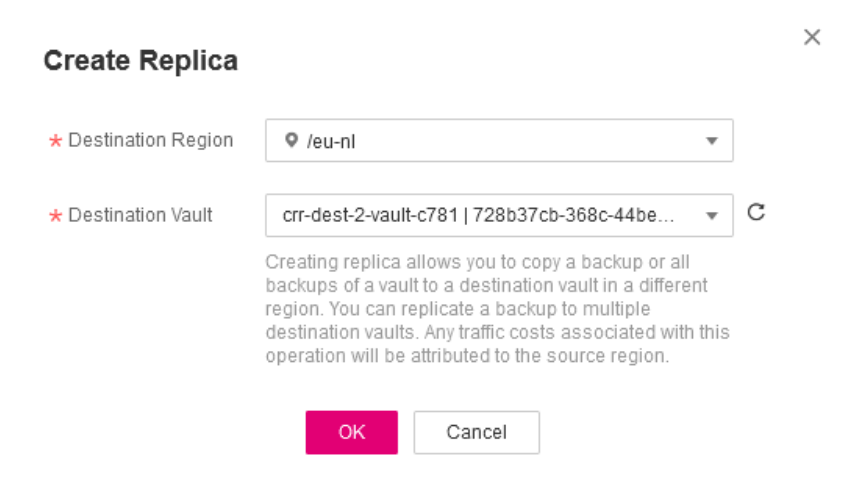 Create Replica
* Destination Region /eu-nl
* Destination Vault crr-dest-2-vault-c781 | 728b37cb-368c-44be...
Creating replica allows you to copy a backup or all
backups of a vault to a destination vault in a different
region. You can replicate a backup to multiple
destination vaults. Any traffic costs associated with this
operation will be attributed to the source region.
OK Cancel